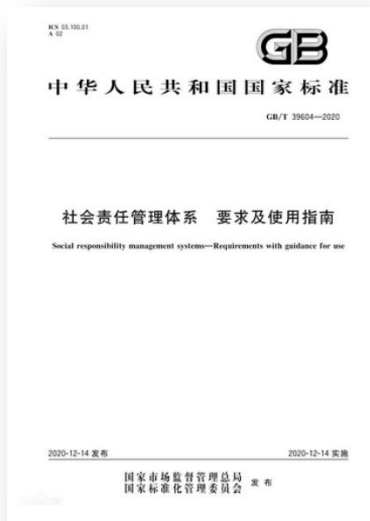 ICS 03.100.01
A 02
GB
中华人民共和国国家标准
GB/T 39604—2020
社会责任管理体系 要求及使用指南
Social responsibility management systems—Requirements with guidance for use
2020-12-14 发布 2020-12-14 实施
国家市场监督管理总局
国家标准化管理委员会 发布